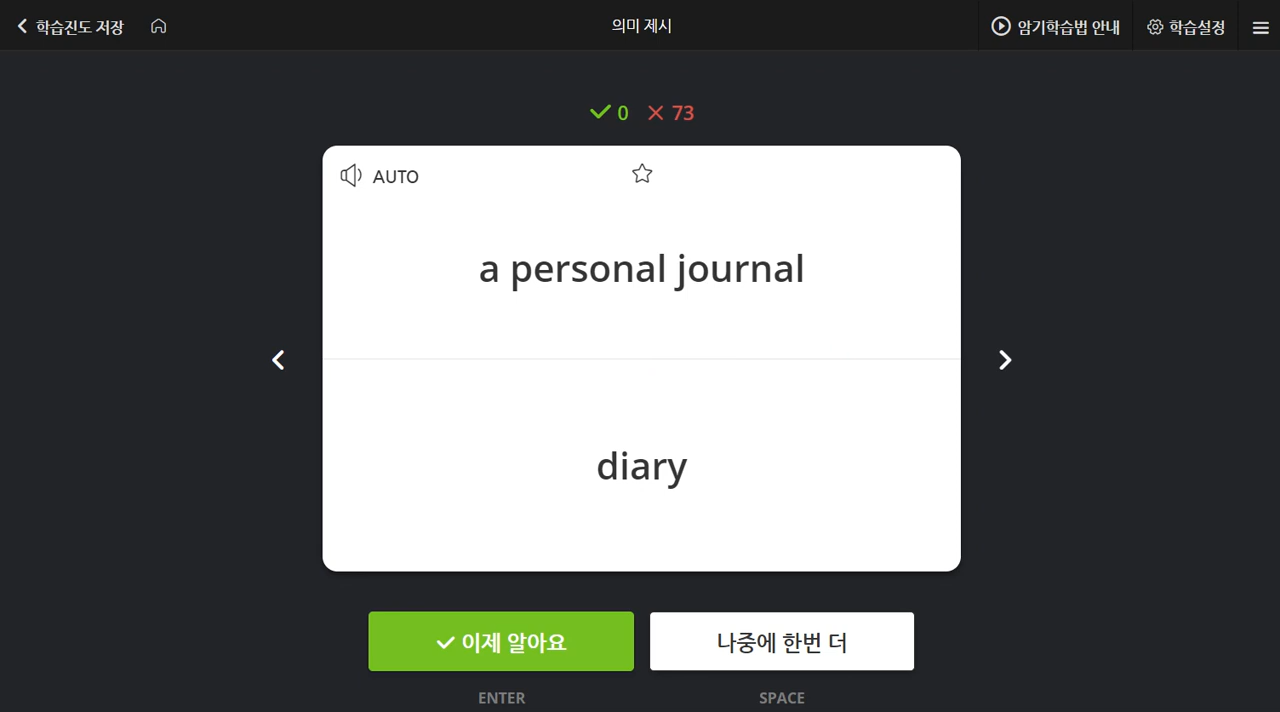 학습진도 저장
의미 제시
암기학습법 안내
학습설정
0 73
AUTO
a personal journal
diary
이제 알아요
나중에 한번 더
ENTER
SPACE